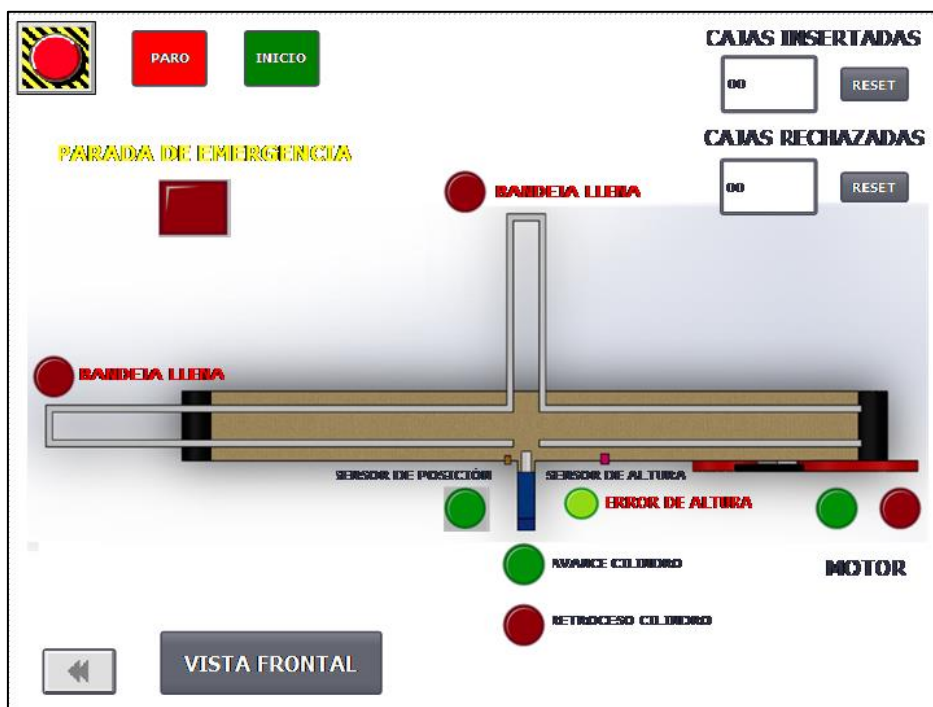 PARO
INICIO
CAJAS INSERTADAS
00
RESET
CAJAS RECHAZADAS
00
RESET
PARADA DE EMERGENCIA
BANDEJA LLENA
BANDEJA LLENA
SENSOR DE POSICIÓN
SENSOR DE ALTURA
ERROR DE ALTURA
AVANCE CILINDRO
MOTOR
RETROCESO CILINDRO
VISTA FRONTAL